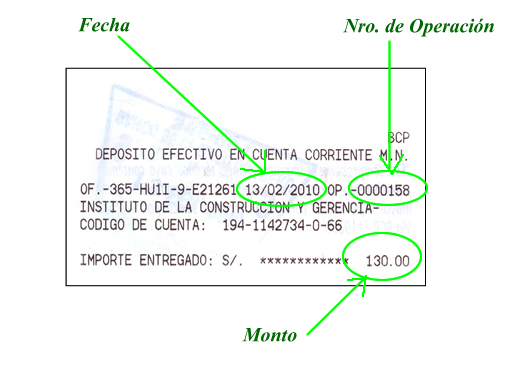 Fecha
Nro. de Operación
BCP
DEPOSITO EFECTIVO EN CUENTA CORRIENTE M.N.
OF.-365-HU1I-9-E21261 13/02/2010 OP.-0000158
INSTITUTO DE LA CONSTRUCCION Y GERENCIA-
CODIGO DE CUENTA: 194-1142734-0-66
IMPORTE ENTREGADO: S/. ************ 130.00
Monto